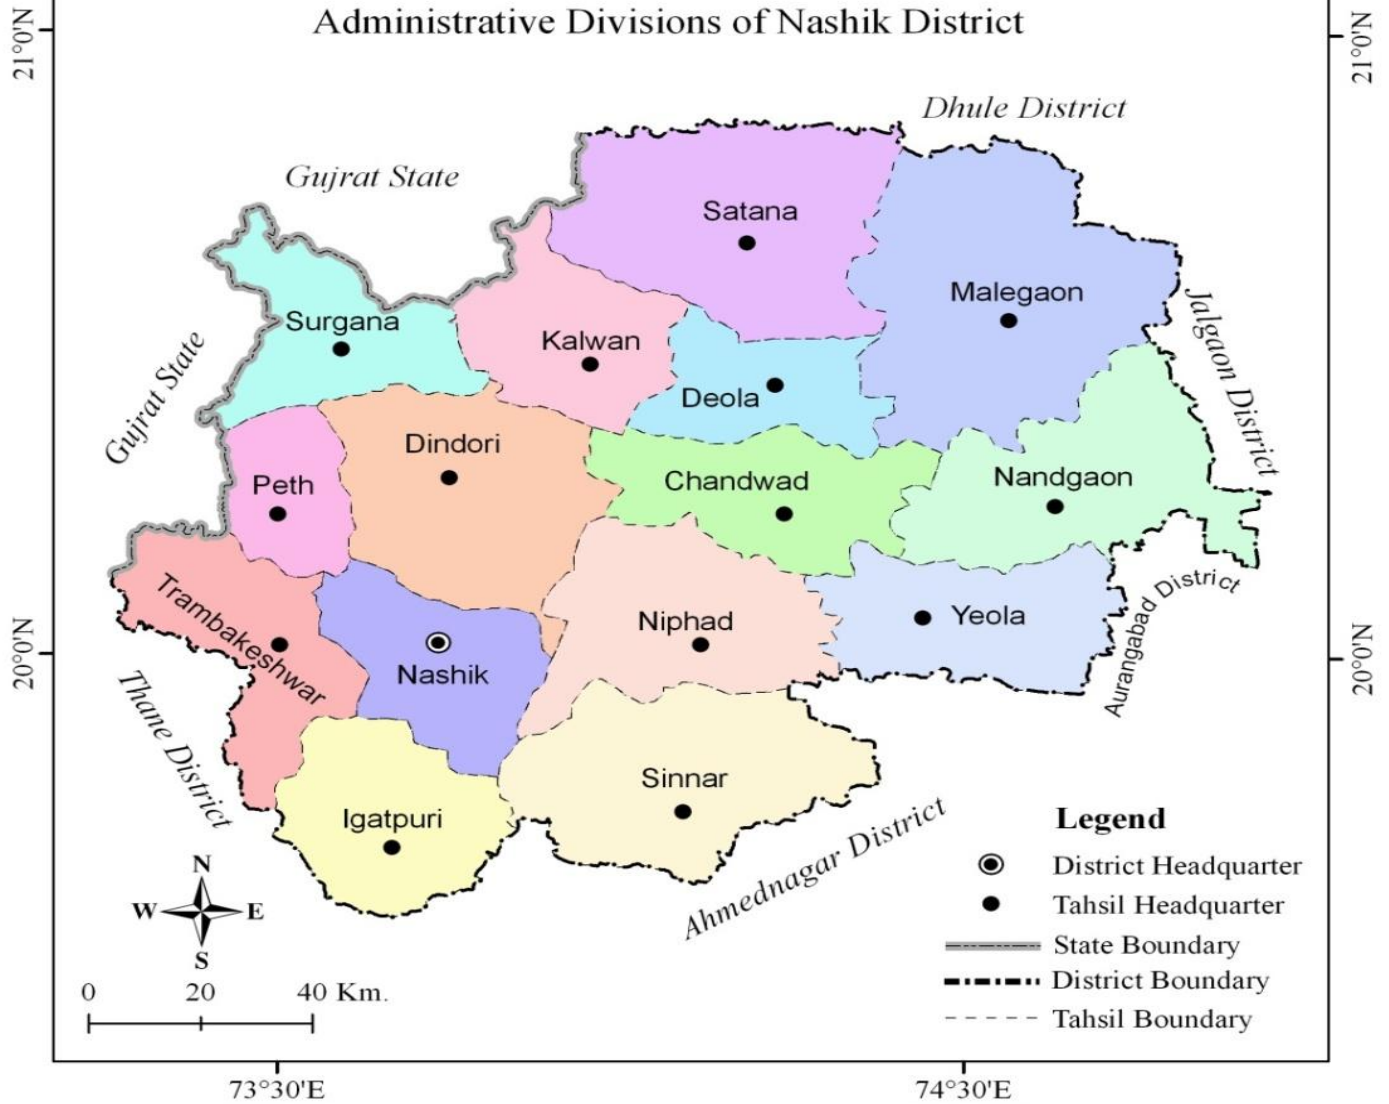 Administrative Divisions of Nashik District
21°0'N
21°0'N
Dhule District
Gujrat State
Satana
Malegaon
Surgana
Kalwan
Jalgaon District
Gujrat State
Deola
Dindori
Peth
Chandwad
Nandgaon
Trambakeshwar
Aurangabad District
Niphad
Yeola
20°0'N
20°0'N
Nashik
Thane District
Sinnar
Igatpuri
Ahmednagar District
Legend
District Headquarter
Tahsil Headquarter
State Boundary
District Boundary
Tahsil Boundary
N
W E
S
0 20 40 Km.
73°30'E
74°30'E